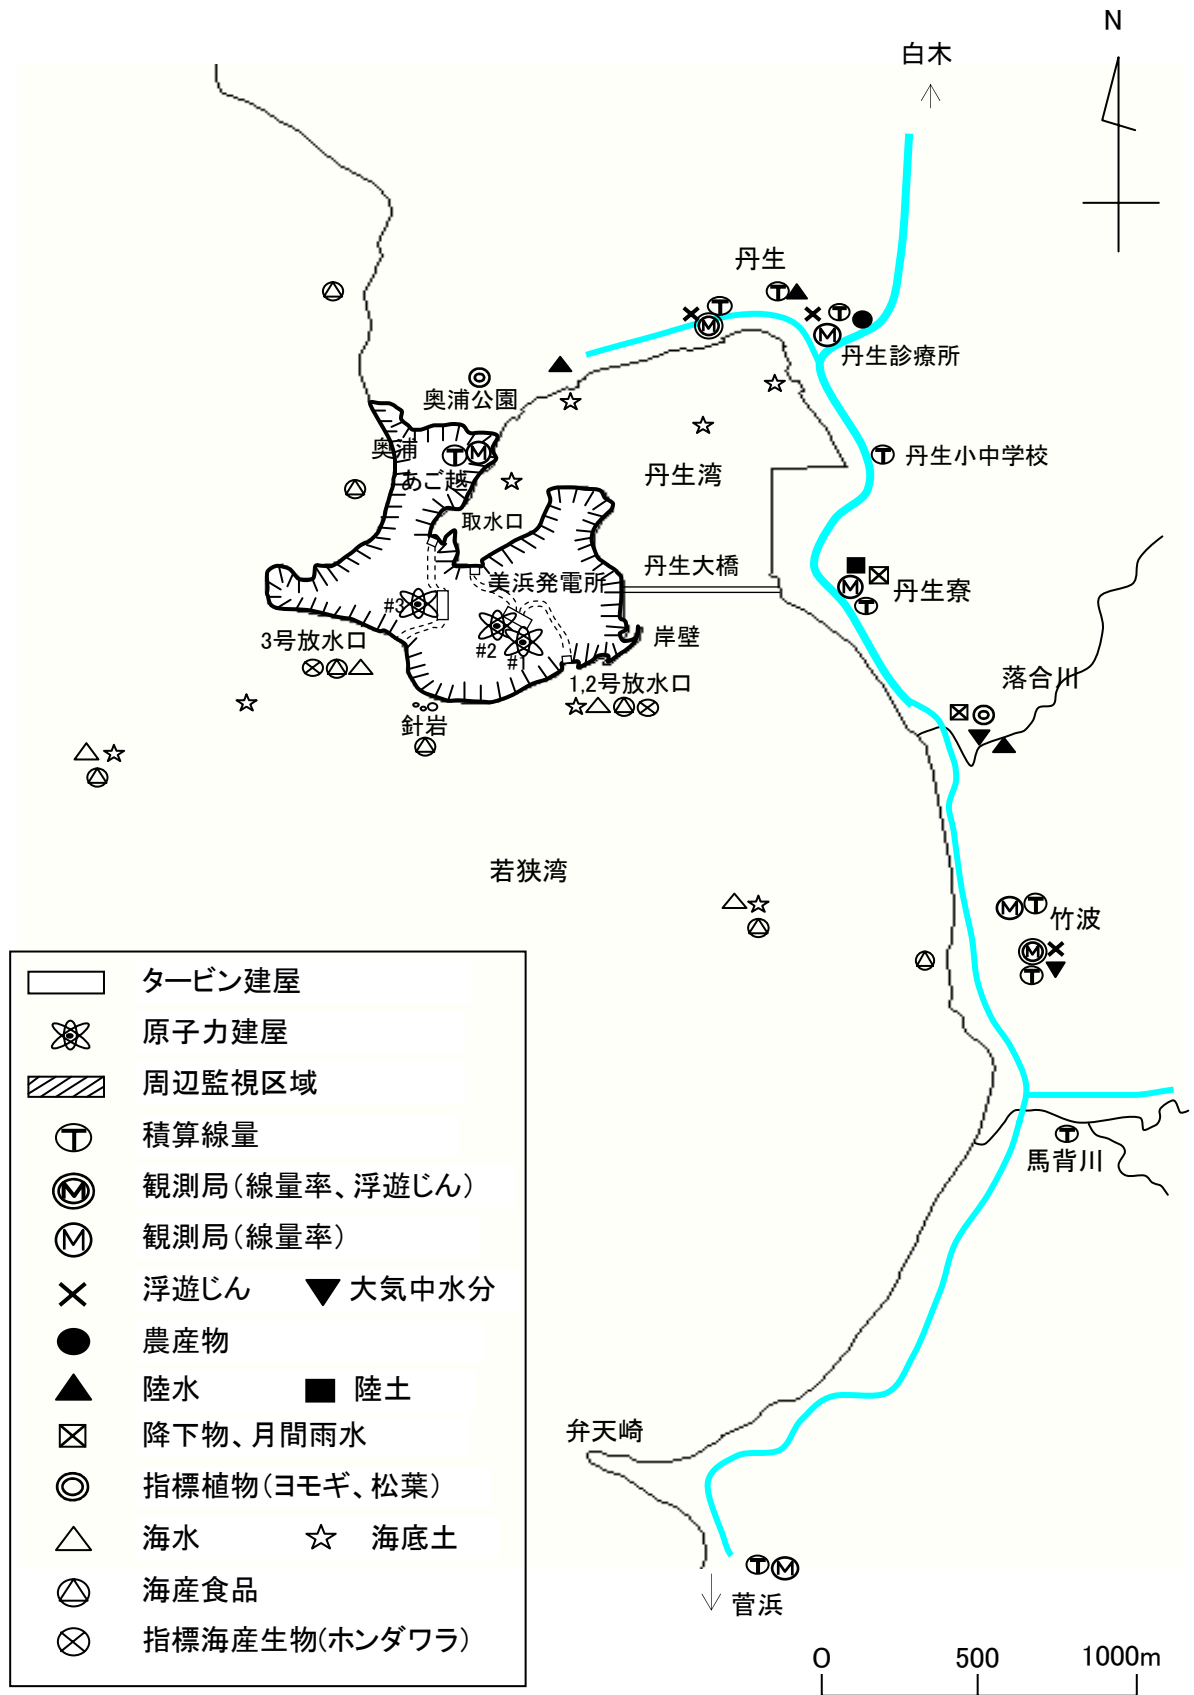 N
白木
丹生
丹生診療所
奥浦公園
奥浦
あご越
丹生小中学校
丹生湾
取水口
美浜発電所
丹生大橋
丹生寮
#3
#2
#1
3号放水口
岸壁
1,2号放水口
落合川
針岩
若狭湾
竹波
馬背川
弁天崎
菅浜
タービン建屋
原子力建屋
周辺監視区域
積算線量
観測局(線量率、浮遊じん)
観測局(線量率)
浮遊じん 大気中水分
農産物
陸水 陸土
降下物、月間雨水
指標植物(ヨモギ、松葉)
海水 海底土
海産食品
指標海産生物(ホンダワラ)
O 500 1000m